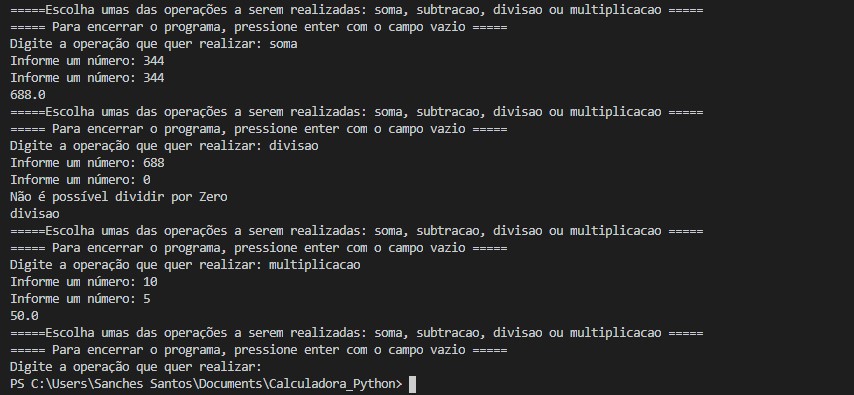 =====Escolha umas das operações a serem realizadas: soma, subtracao, divisao ou multiplicacao =====
===== Para encerrar o programa, pressione enter com o campo vazio =====
Digite a operação que quer realizar: soma
Informe um número: 344
Informe um número: 344
688.0
=====Escolha umas das operações a serem realizadas: soma, subtracao, divisao ou multiplicacao =====
===== Para encerrar o programa, pressione enter com o campo vazio =====
Digite a operação que quer realizar: divisao
Informe um número: 688
Informe um número: 0
Não é possível dividir por Zero
divisao
=====Escolha umas das operações a serem realizadas: soma, subtracao, divisao ou multiplicacao =====
===== Para encerrar o programa, pressione enter com o campo vazio =====
Digite a operação que quer realizar: multiplicacao
Informe um número: 10
Informe um número: 5
50.0
=====Escolha umas das operações a serem realizadas: soma, subtracao, divisao ou multiplicacao =====
===== Para encerrar o programa, pressione enter com o campo vazio =====
Digite a operação que quer realizar:
PS C:\Users\Sanches Santos\Documents\Calculadora_Python>